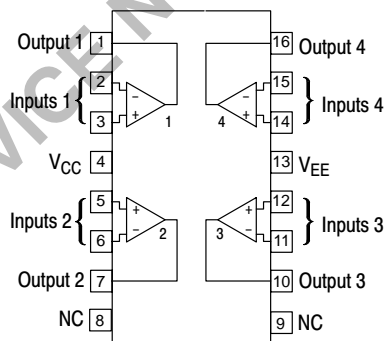 Output 1 1 16 Output 4
2 – – 15
Inputs 1 Inputs 4
3 + 1 4 + 14
VCC 4 13 VEE
5 + + 12
Inputs 2 Inputs 3
6 – 2 3 – 11
Output 2 7 10 Output 3
NC 8 9 NC
VICE N